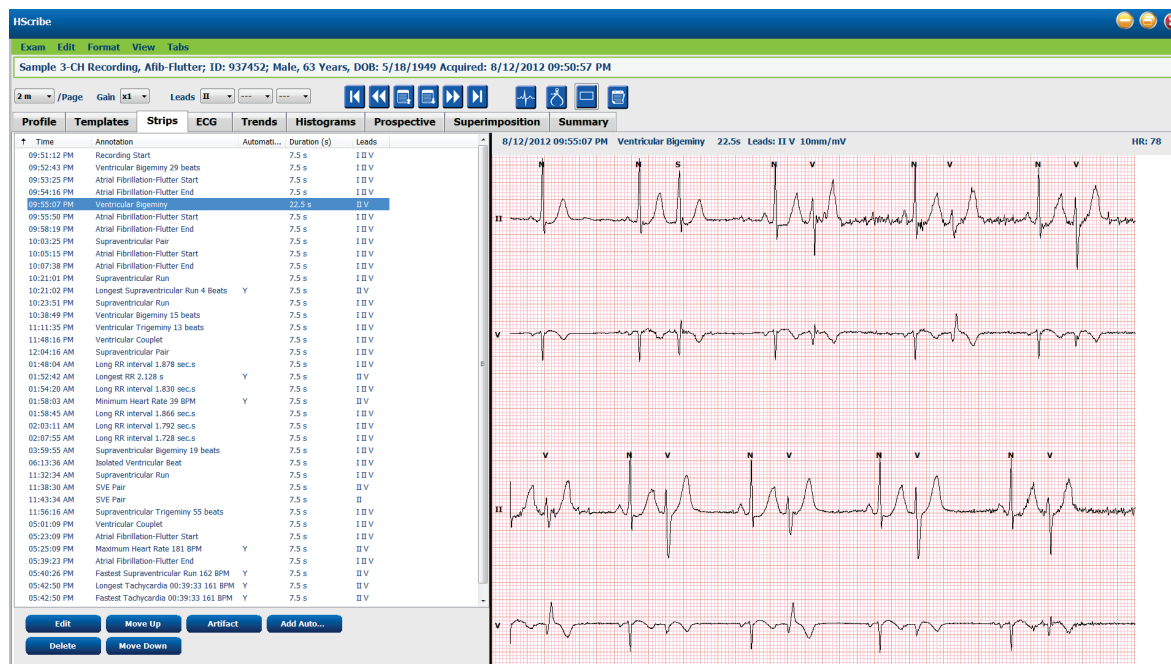 HScribe
Exam Edit Format View Tabs
Sample 3-CH Recording, Afib-Flutter; ID: 937452; Male, 63 Years, DOB: 5/18/1949 Acquired: 8/12/2012 09:50:57 PM
2 m /Page Gain x1 Leads II --- ---
Profile Templates Strips ECG Trends Histograms Prospective Superimposition Summary
↑ Time Annotation Automati... Duration (s) Leads
09:51:12 PM Recording Start 7.5 s I II V
09:52:43 PM Ventricular Bigeminy 29 beats 7.5 s I II V
09:53:25 PM Atrial Fibrillation-Flutter Start 7.5 s I II V
09:54:16 PM Atrial Fibrillation-Flutter End 7.5 s I II V
09:55:07 PM Ventricular Bigeminy 22.5 s II V
09:55:50 PM Atrial Fibrillation-Flutter Start 7.5 s I II V
09:58:19 PM Atrial Fibrillation-Flutter End 7.5 s I II V
10:03:25 PM Supraventricular Pair 7.5 s I II V
10:05:15 PM Atrial Fibrillation-Flutter Start 7.5 s I II V
10:07:38 PM Atrial Fibrillation-Flutter End 7.5 s I II V
10:21:01 PM Supraventricular Run 7.5 s I II V
10:21:02 PM Longest Supraventricular Run 4 Beats Y 7.5 s II V
10:23:51 PM Supraventricular Run 7.5 s I II V
10:38:49 PM Ventricular Bigeminy 15 beats 7.5 s I II V
11:11:35 PM Ventricular Trigeminy 13 beats 7.5 s I II V
11:48:16 PM Ventricular Couplet 7.5 s I II V
12:04:16 AM Supraventricular Pair 7.5 s I II V
01:48:04 AM Long RR interval 1.878 sec.s 7.5 s I II V
01:52:42 AM Longest RR 2.128 s Y 7.5 s II V
01:54:20 AM Long RR interval 1.830 sec.s 7.5 s I II V
01:58:03 AM Minimum Heart Rate 39 BPM Y 7.5 s II V
01:58:45 AM Long RR interval 1.866 sec.s 7.5 s I II V
02:03:11 AM Long RR interval 1.792 sec.s 7.5 s I II V
02:07:55 AM Long RR interval 1.728 sec.s 7.5 s I II V
03:59:55 AM Supraventricular Bigeminy 19 beats 7.5 s I II V
06:13:36 AM Isolated Ventricular Beat 7.5 s I II V
11:32:34 AM Supraventricular Run 7.5 s I II V
11:38:30 AM SVE Pair 7.5 s II V
11:43:34 AM SVE Pair 7.5 s II
11:56:16 AM Supraventricular Trigeminy 55 beats 7.5 s I II V
05:01:09 PM Ventricular Couplet 7.5 s I II V
05:23:09 PM Atrial Fibrillation-Flutter Start 7.5 s I II V
05:25:09 PM Maximum Heart Rate 181 BPM Y 7.5 s II V
05:39:23 PM Atrial Fibrillation-Flutter End 7.5 s I II V
05:40:26 PM Fastest Supraventricular Run 162 BPM Y 7.5 s II V
05:42:50 PM Longest Tachycardia 00:39:33 161 BPM Y 7.5 s II V
05:42:50 PM Fastest Tachycardia 00:39:33 161 BPM Y 7.5 s II V
Edit Move Up Artifact Add Auto...
Delete Move Down
8/12/2012 09:55:07 PM Ventricular Bigeminy 22.5s Leads: II V 10mm/mV HR: 78
N N S N V N V N V
II
V
V N V N V N V N V
II
V